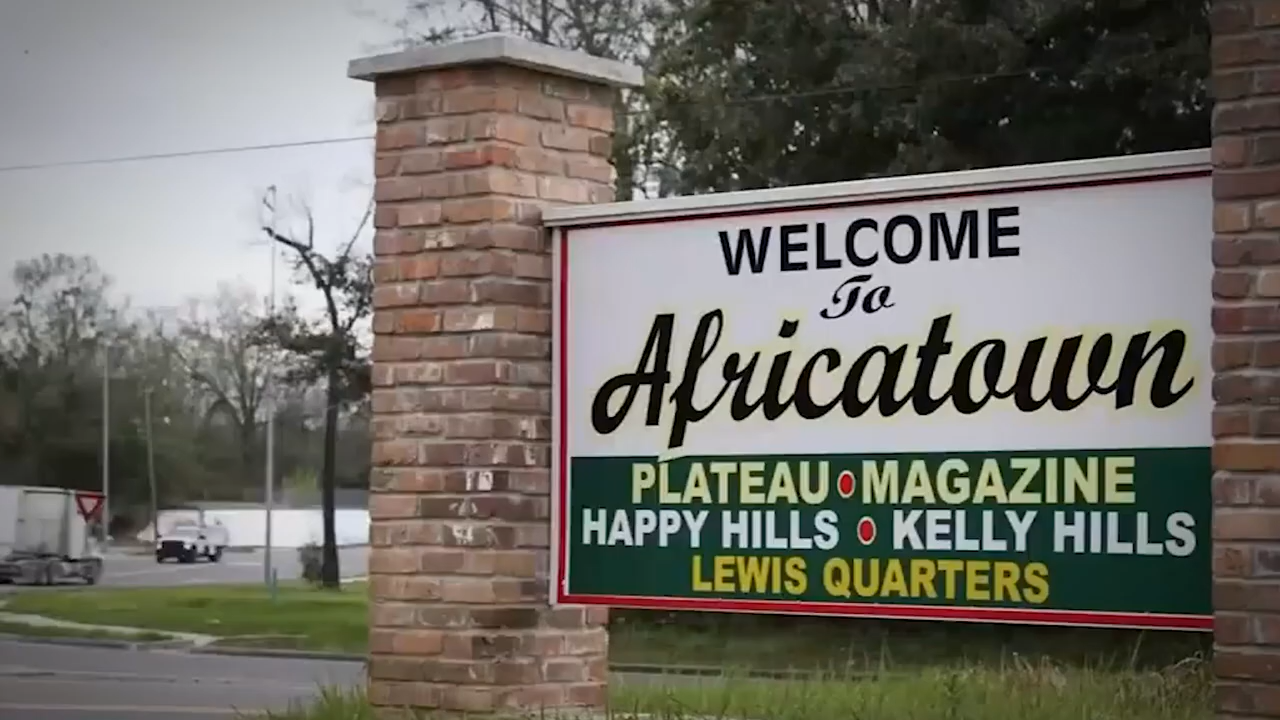 WELCOME
To
Africatown
PLATEAU • MAGAZINE
HAPPY HILLS • KELLY HILLS
LEWIS QUARTERS